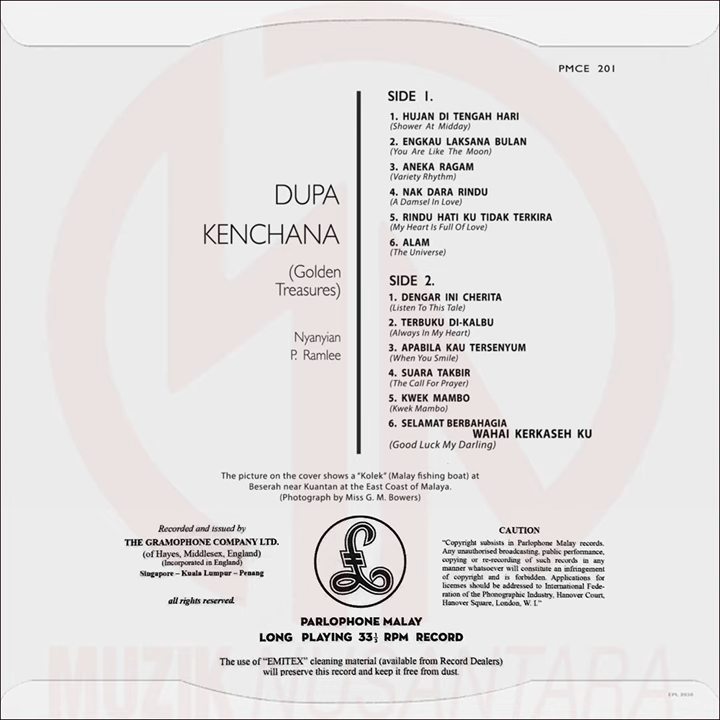 PMCE 201
DUPA
KENCHANA
(Golden
Treasures)
Nyanyian
P. Ramlee
SIDE 1.
1. HUJAN DI TENGAH HARI
(Shower At Midday)
2. ENGKAU LAKSANA BULAN
(You Are Like The Moon)
3. ANEKA RAGAM
(Variety Rhythm)
4. NAK DARA RINDU
(A Damsel In Love)
5. RINDU HATI KU TIDAK TERKIRA
(My Heart Is Full Of Love)
6. ALAM
(The Universe)
SIDE 2.
1. DENGAR INI CHERITA
(Listen To This Tale)
2. TERBUKU DI-KALBU
(Always In My Heart)
3. APABILA KAU TERSENYUM
(When You Smile)
4. SUARA TAKBIR
(The Call For Prayer)
5. KWEK MAMBO
(Kwek Mambo)
6. SELAMAT BERBAHAGIA
WAHAI KERKASEH KU
(Good Luck My Darling)
The picture on the cover shows a "Kolek" (Malay fishing boat) at
Beserah near Kuantan at the East Coast of Malaya.
(Photograph by Miss G. M. Bowers)
Recorded and issued by
THE GRAMOPHONE COMPANY LTD.
(of Hayes, Middlesex, England)
(Incorporated in England)
Singapore – Kuala Lumpur – Penang
all rights reserved.
£
PARLOPHONE MALAY
LONG PLAYING 33⅓ RPM RECORD
CAUTION
"Copyright subsists in Parlophone Malay records.
Any unauthorised broadcasting, public performance,
copying or re-recording of such records in any
manner whatsoever will constitute an infringement
of copyright and is forbidden. Applications for
licenses should be addressed to International Fede-
ration of the Phonographic Industry, Hanover Court,
Hanover Square, London, W. 1."
The use of "EMITEX" cleaning material (available from Record Dealers)
will preserve this record and keep it free from dust.
MUZIK NUSANTARA